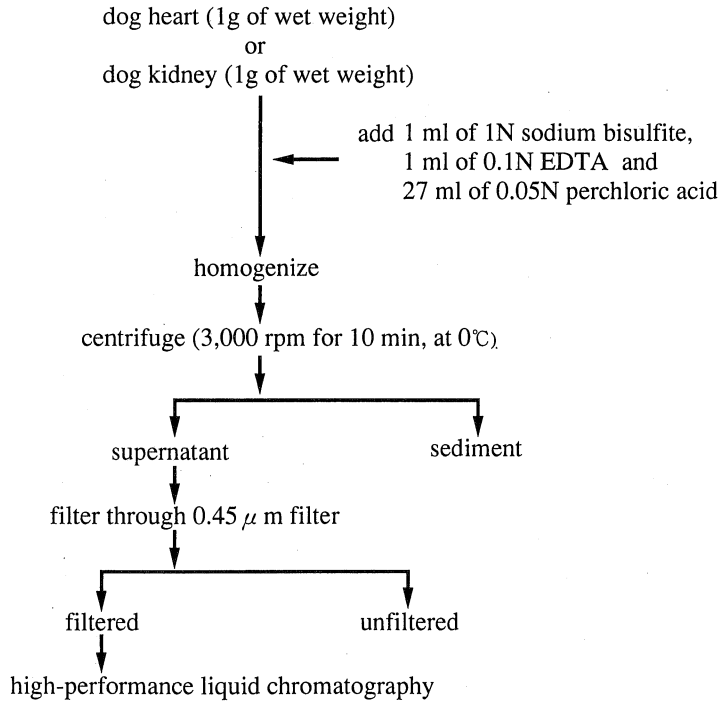 dog heart (1g of wet weight)
or
dog kidney (1g of wet weight)
add 1 ml of 1N sodium bisulfite,
1 ml of 0.1N EDTA and
27 ml of 0.05N perchloric acid
homogenize
centrifuge (3,000 rpm for 10 min, at 0℃)
supernatant
sediment
filter through 0.45 μ m filter
filtered
unfiltered
high-performance liquid chromatography